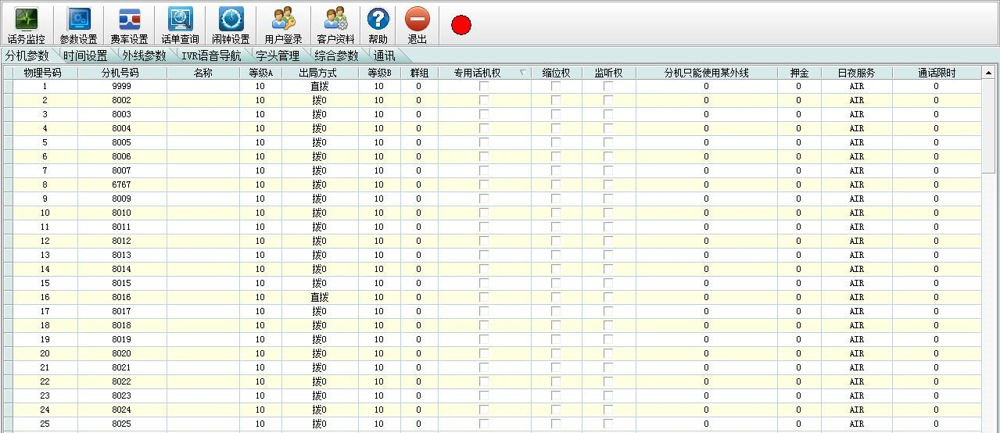 话务监控 参数设置 费率设置 话单查询 闹钟设置 用户登录 客户资料 帮助 退出
分机参数 时间设置 外线参数 IVR语音导航 字头管理 综合参数 通讯
物理号码 分机号码 名称 等级A 出局方式 等级B 群组 专用话机权 缩位权 监听权 分机只能使用某外线 押金 日夜服务 通话限时
1 9999 10 直拨 10 0 0 0 AIR 0
2 8002 10 拨0 10 0 0 0 AIR 0
3 8003 10 拨0 10 0 0 0 AIR 0
4 8004 10 拨0 10 0 0 0 AIR 0
5 8005 10 拨0 10 0 0 0 AIR 0
6 8006 10 拨0 10 0 0 0 AIR 0
7 8007 10 拨0 10 0 0 0 AIR 0
8 6767 10 拨0 10 0 0 0 AIR 0
9 8009 10 拨0 10 0 0 0 AIR 0
10 8010 10 拨0 10 0 0 0 AIR 0
11 8011 10 拨0 10 0 0 0 AIR 0
12 8012 10 拨0 10 0 0 0 AIR 0
13 8013 10 拨0 10 0 0 0 AIR 0
14 8014 10 拨0 10 0 0 0 AIR 0
15 8015 10 拨0 10 0 0 0 AIR 0
16 8016 10 直拨 10 0 0 0 AIR 0
17 8017 10 拨0 10 0 0 0 AIR 0
18 8018 10 拨0 10 0 0 0 AIR 0
19 8019 10 拨0 10 0 0 0 AIR 0
20 8020 10 拨0 10 0 0 0 AIR 0
21 8021 10 拨0 10 0 0 0 AIR 0
22 8022 10 拨0 10 0 0 0 AIR 0
23 8023 10 拨0 10 0 0 0 AIR 0
24 8024 10 拨0 10 0 0 0 AIR 0
25 8025 10 拨0 10 0 0 0 AIR 0